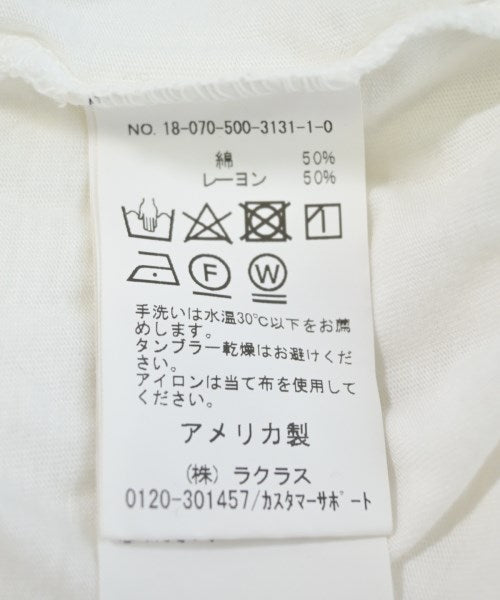 NO. 18-070-500-3131-1-0
綿 50%
レーヨン 50%
F W
手洗いは水温30℃以下をお薦
めします。
タンブラー乾燥はお避けくだ
さい。
アイロンは当て布を使用して
ください。
アメリカ製
(株) ラクラス
0120-301457/カスタマーサポート